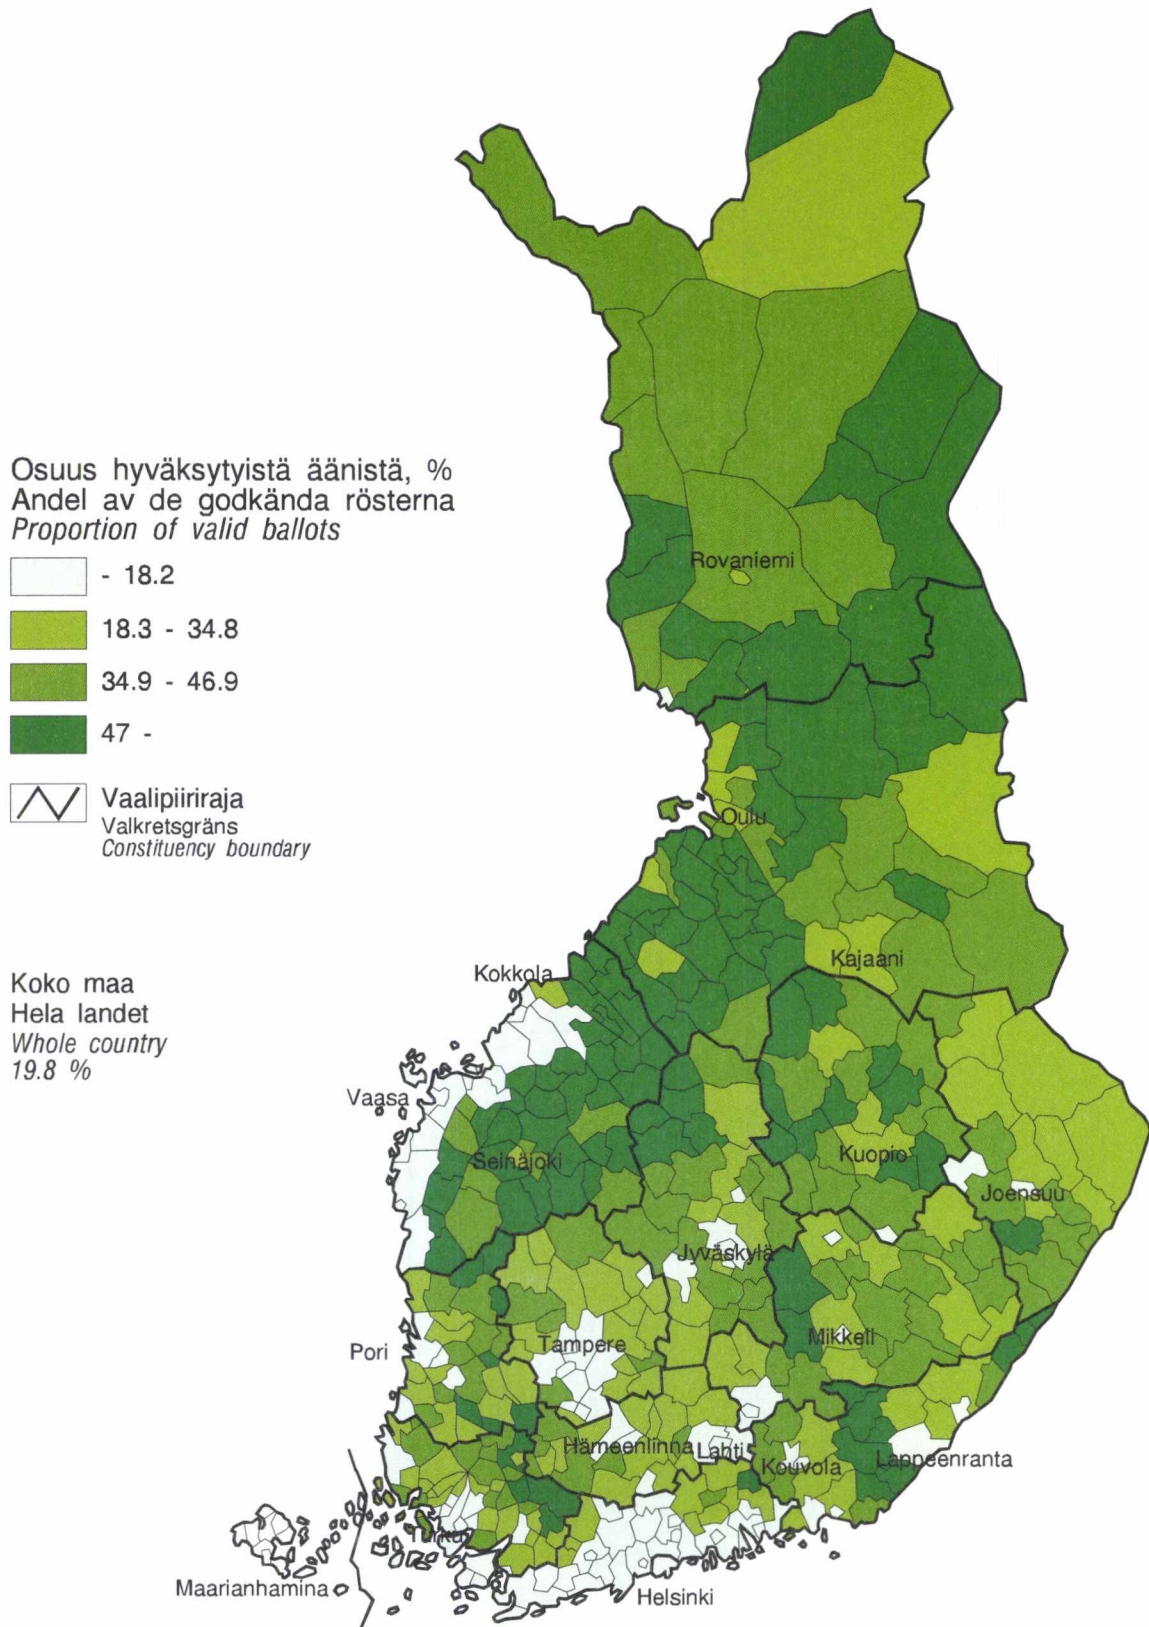 Osuus hyväksytyistä äänistä, %
Andel av de godkända rösterna
Proportion of valid ballots
- 18.2
18.3 - 34.8
34.9 - 46.9
47 -
Vaalipiiriraja
Valkretsgräns
Constituency boundary
Koko maa
Hela landet
Whole country
19.8 %
Rovaniemi
Oulu
Kajaani
Kokkola
Vaasa
Seinäjoki
Kuopio
Joensuu
Jyväskylä
Mikkeli
Pori
Tampere
Hämeenlinna
Lahti
Kouvola
Lappeenranta
Turku
Maarianhamina
Helsinki